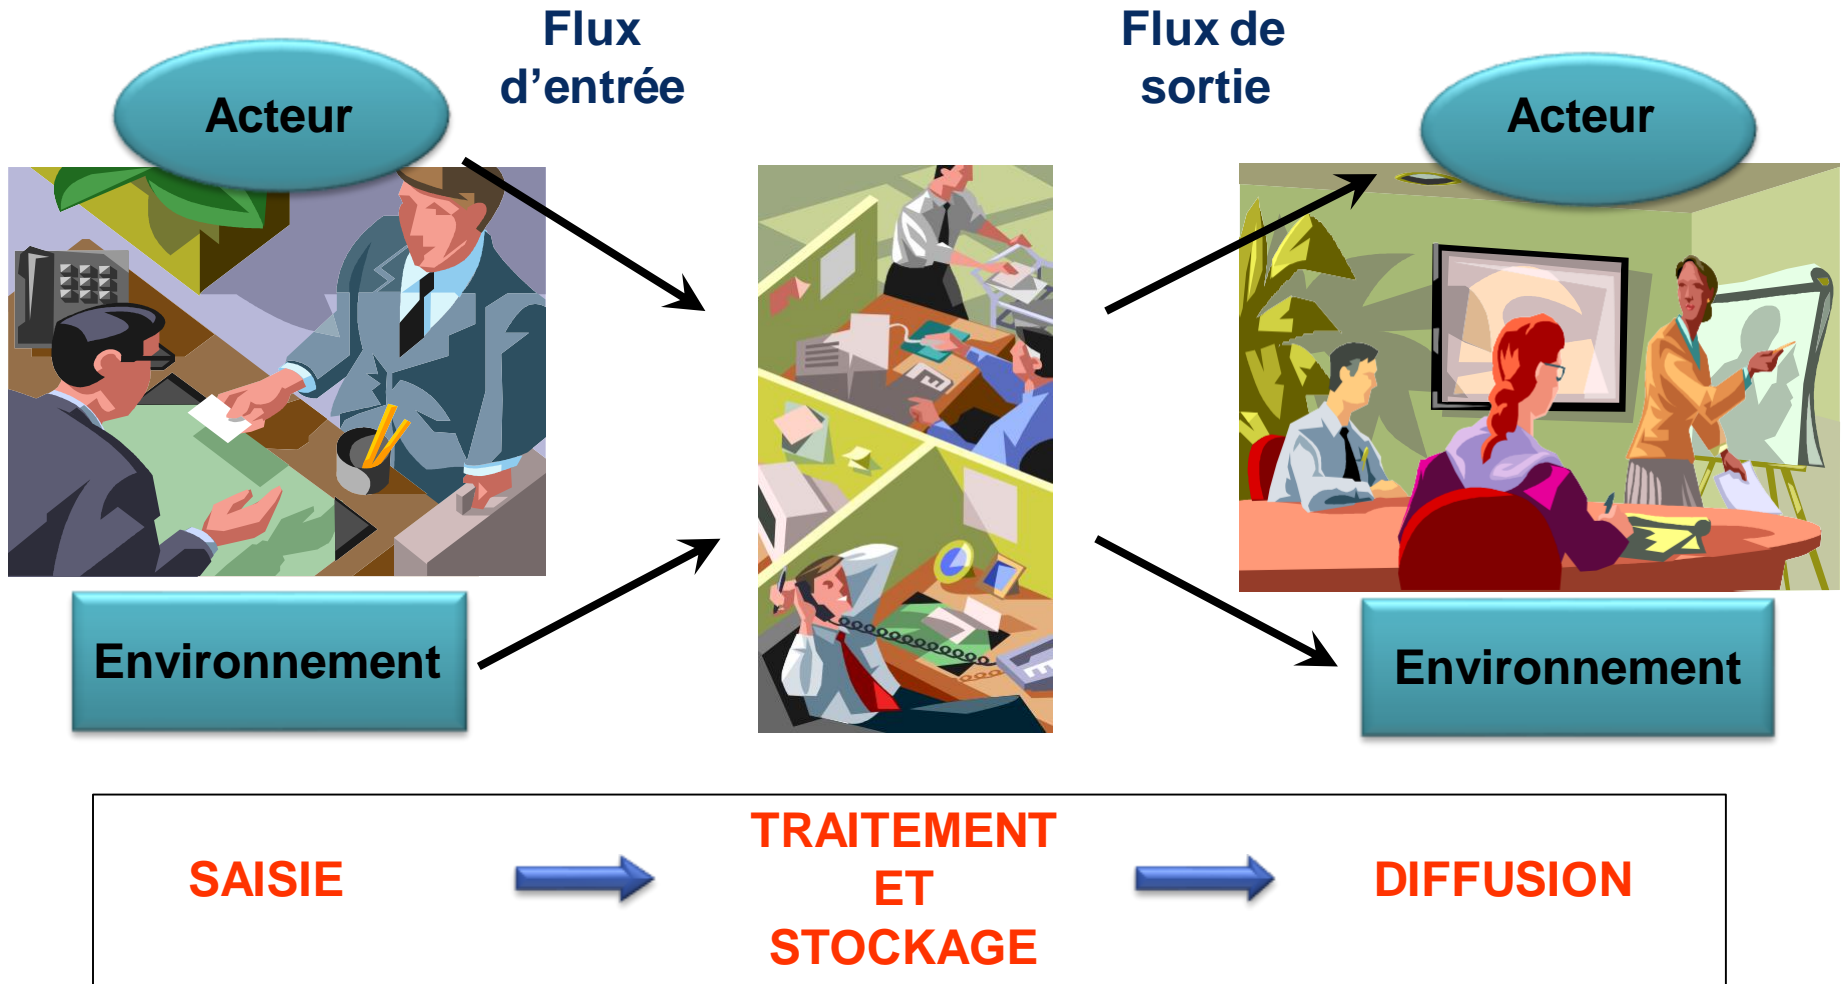 Flux
d’entrée
Flux de
sortie
Acteur
Acteur
Environnement
Environnement
SAISIE
TRAITEMENT
ET
STOCKAGE
DIFFUSION